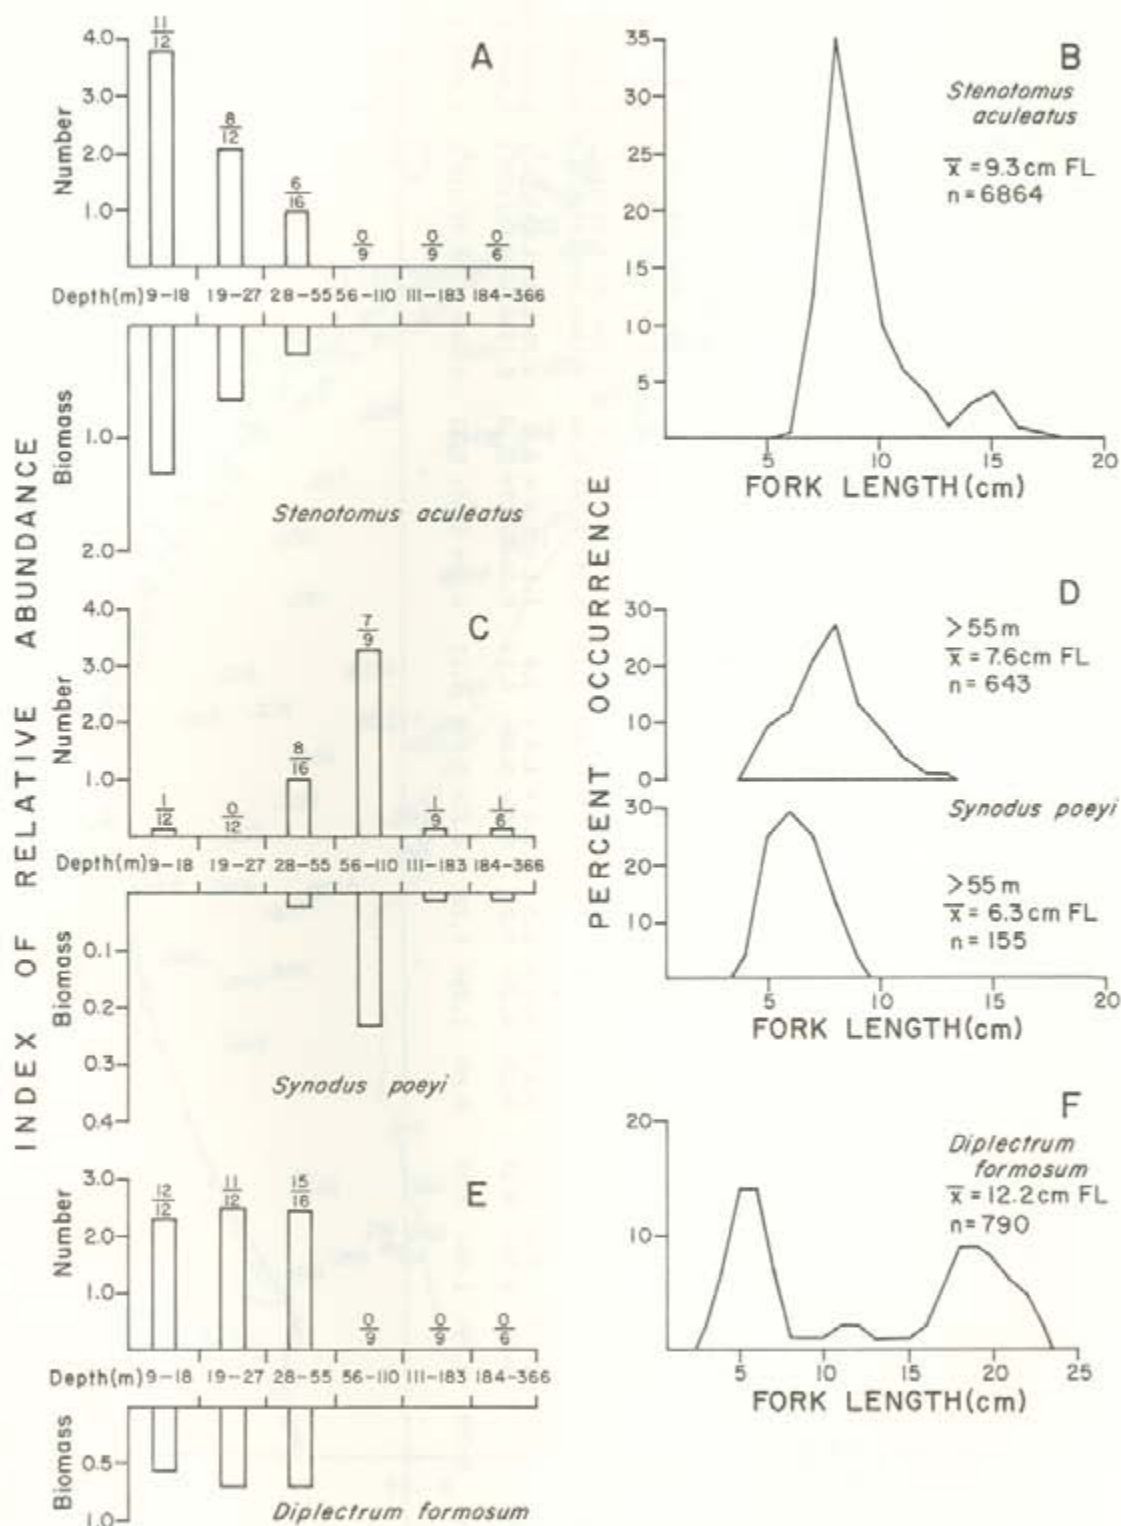 INDEX OF RELATIVE ABUNDANCE
A
Number
4.0
3.0
2.0
1.0
11/12
8/12
6/16
0/9
0/9
0/6
Depth(m) 9-18 19-27 28-55 56-110 111-183 184-366
Biomass
1.0
2.0
Stenotomus aculeatus
C
Number
4.0
3.0
2.0
1.0
1/12
0/12
8/16
7/9
1/9
1/6
Depth(m) 9-18 19-27 28-55 56-110 111-183 184-366
Biomass
0.1
0.2
0.3
0.4
Synodus poeyi
E
Number
3.0
2.0
1.0
12/12
11/12
15/16
0/9
0/9
0/6
Depth(m) 9-18 19-27 28-55 56-110 111-183 184-366
Biomass
0.5
1.0
Diplectrum formosum
PERCENT OCCURRENCE
B
35
30
25
20
15
10
5
Stenotomus
aculeatus
x̄ = 9.3 cm FL
n = 6864
5 10 15 20
FORK LENGTH (cm)
D
30
20
10
0
> 55 m
x̄ = 7.6 cm FL
n = 643
30
20
10
Synodus poeyi
> 55 m
x̄ = 6.3 cm FL
n = 155
5 10 15 20
FORK LENGTH (cm)
F
20
10
Diplectrum
formosum
x̄ = 12.2 cm FL
n = 790
5 10 15 20 25
FORK LENGTH (cm)